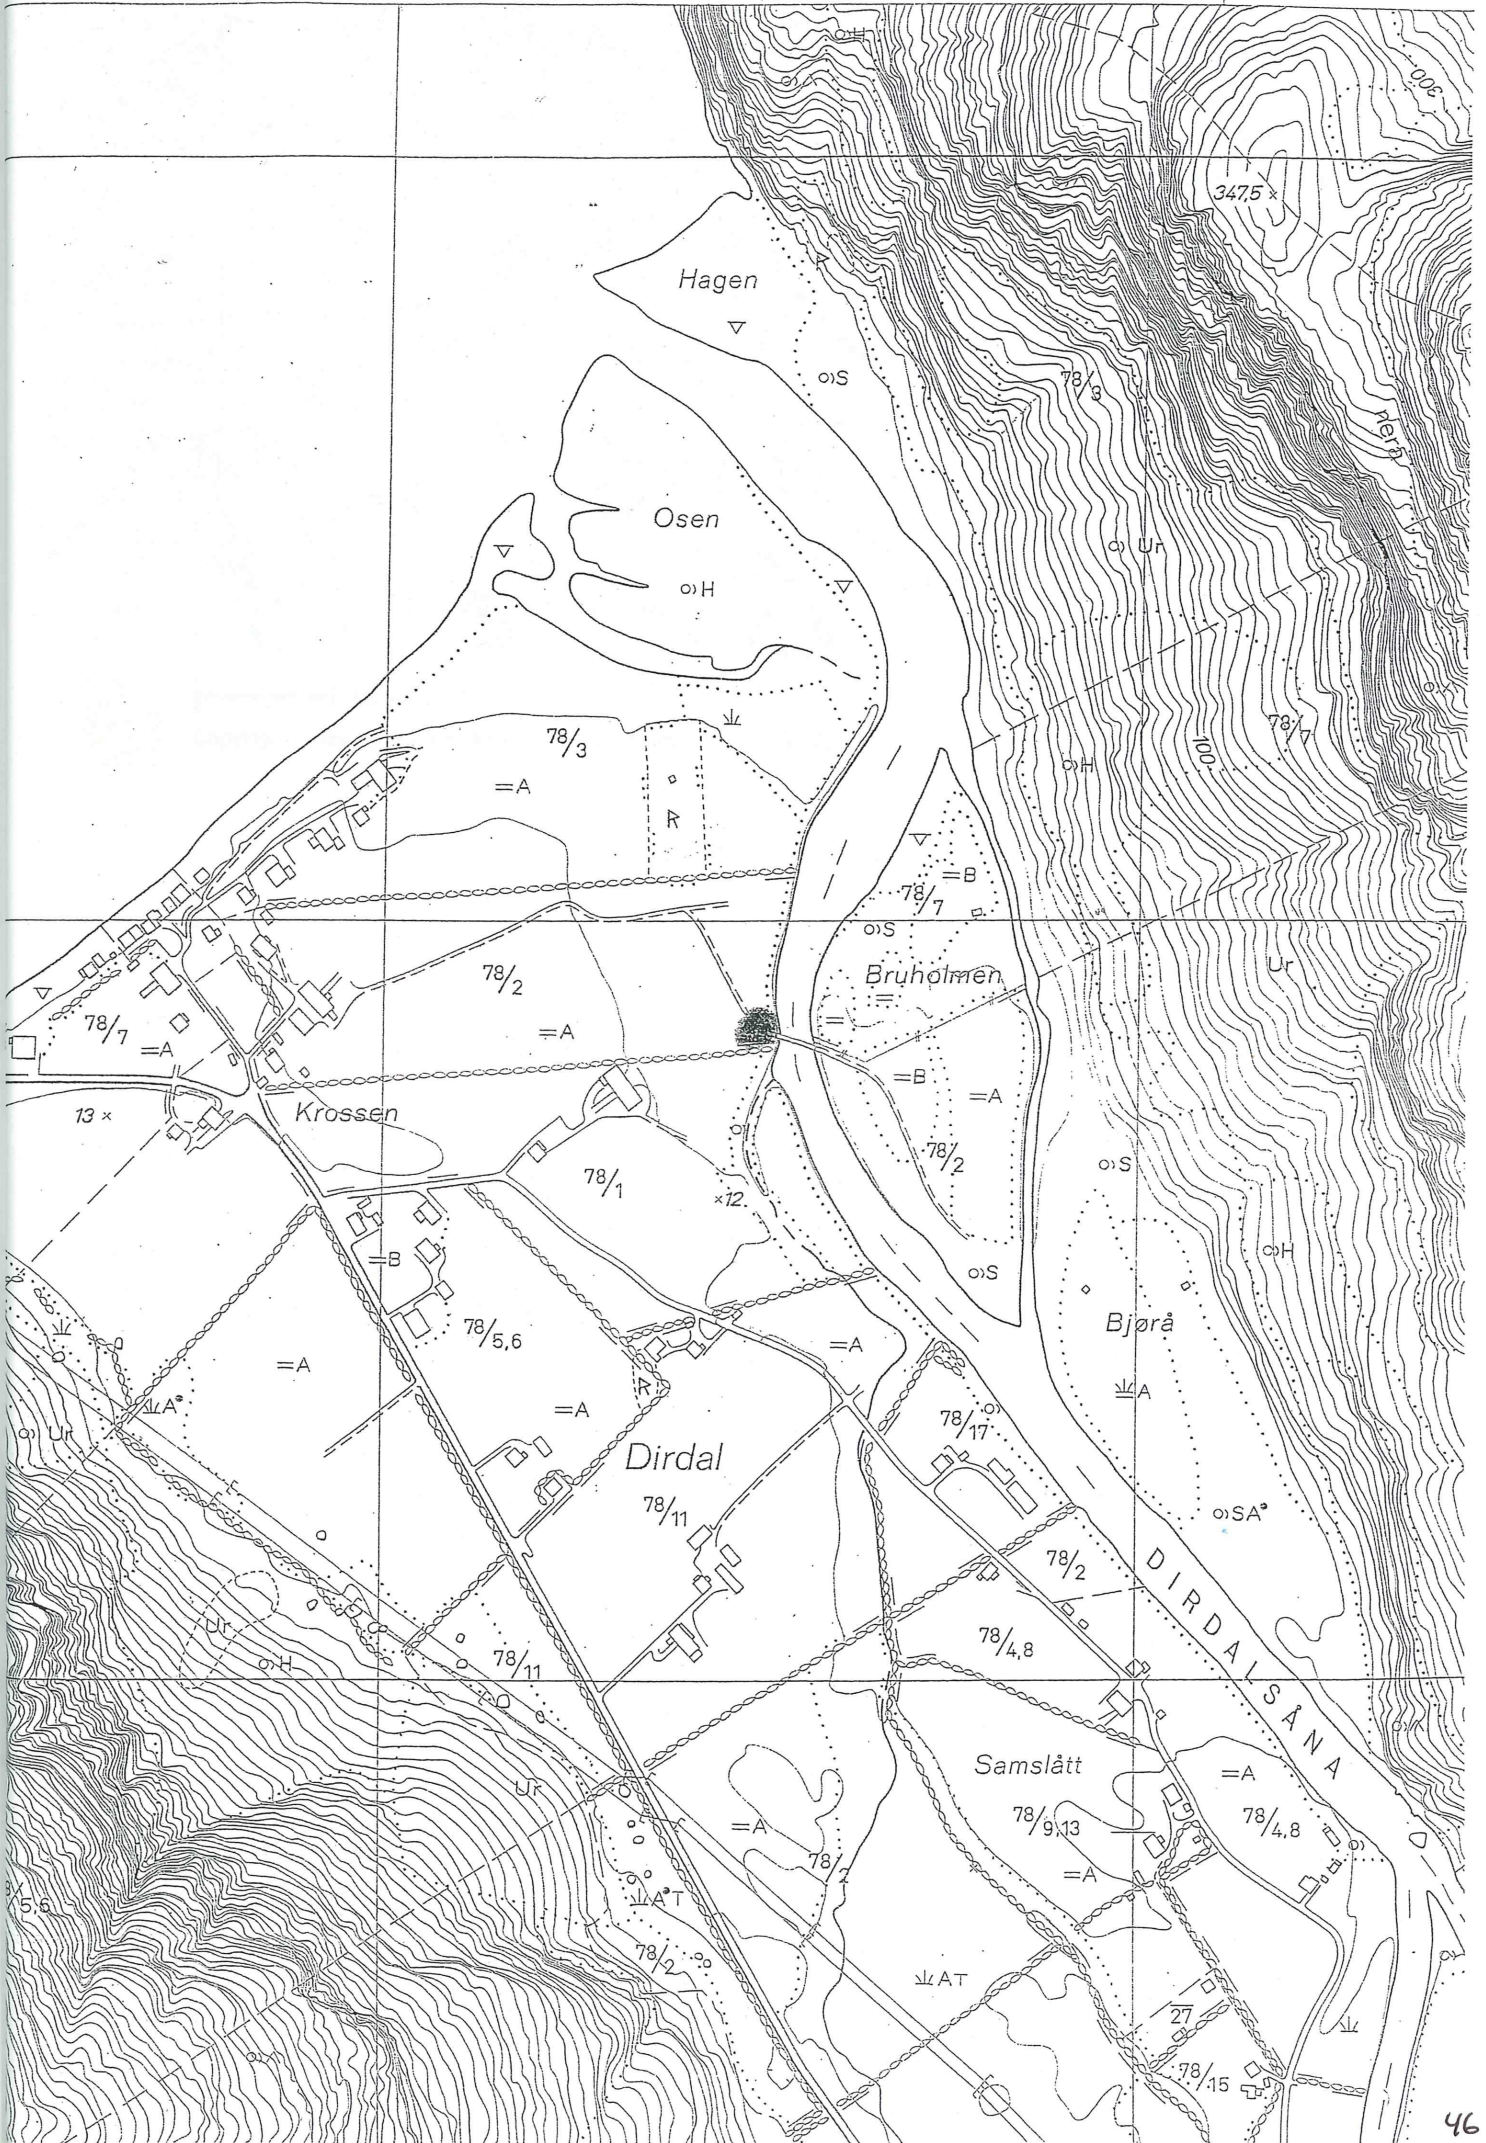 H
300
347,5 ×
Hagen
S
78/3
Osen
H
Ur
78/3
78/7
H
100
=A
R
=B
78/7
S
78/2
Bruholmen
Ur
=
=
78/7
=A
=A
=B
=A
13 ×
Krossen
78/2
S
78/1
×12
H
=B
S
Bjørå
78/5,6
=A
=A
A
A
R
=A
78/17
Ur
Dirdal
78/11
SA
78/2
DIRDALSÅNA
Ur
78/4,8
H
78/11
Samslått
=A
Ur
78/9,13
78/4,8
=A
78/2
=A
5,6
AT
78/2
AT
27
78/15
46